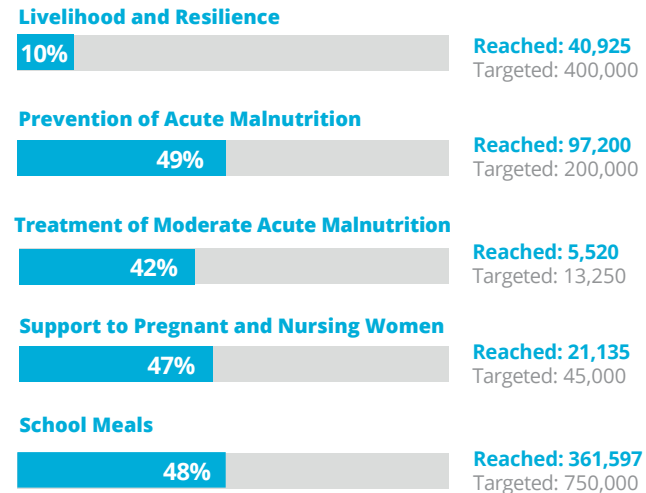 Livelihood and Resilience
10%
Reached: 40,925
Targeted: 400,000
Prevention of Acute Malnutrition
49%
Reached: 97,200
Targeted: 200,000
Treatment of Moderate Acute Malnutrition
42%
Reached: 5,520
Targeted: 13,250
Support to Pregnant and Nursing Women
47%
Reached: 21,135
Targeted: 45,000
School Meals
48%
Reached: 361,597
Targeted: 750,000